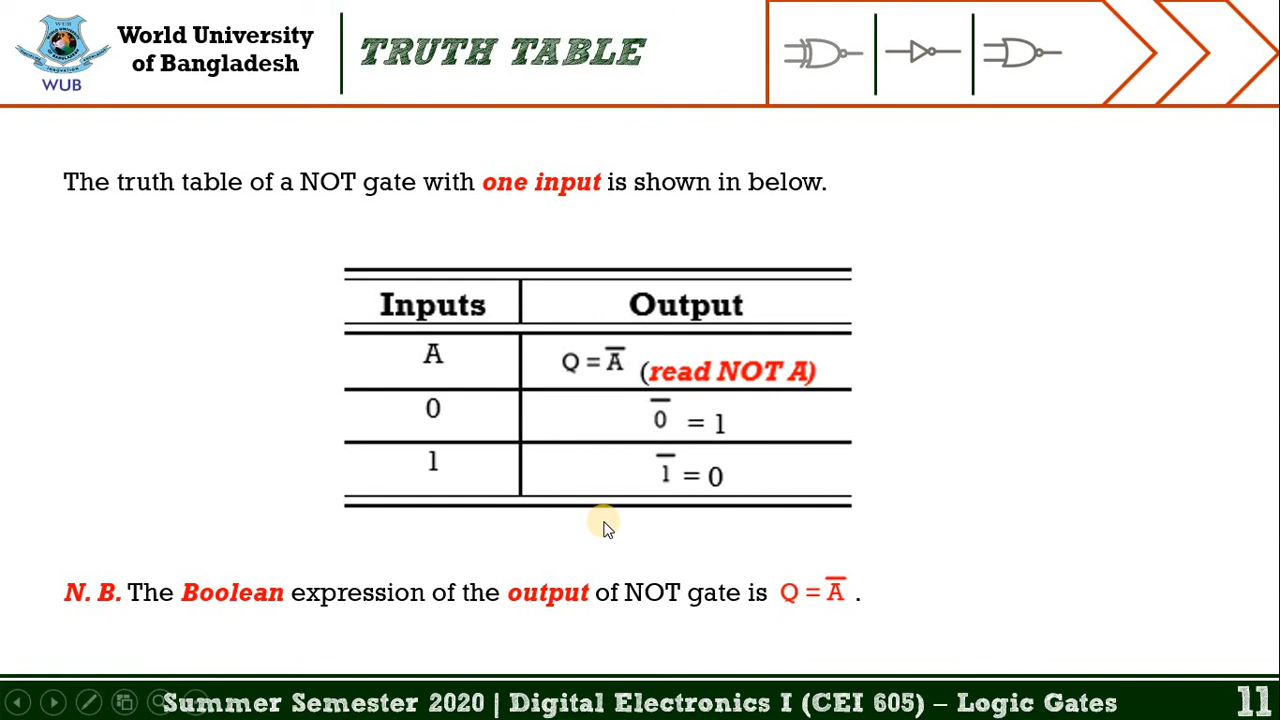 World University
of Bangladesh
WUB
TRUTH TABLE
The truth table of a NOT gate with one input is shown in below.
Inputs Output
A Q = A̅ (read NOT A)
0 0̅ = 1
1 1̅ = 0
N. B. The Boolean expression of the output of NOT gate is Q = A̅ .
Summer Semester 2020 | Digital Electronics I (CEI 605) – Logic Gates 11